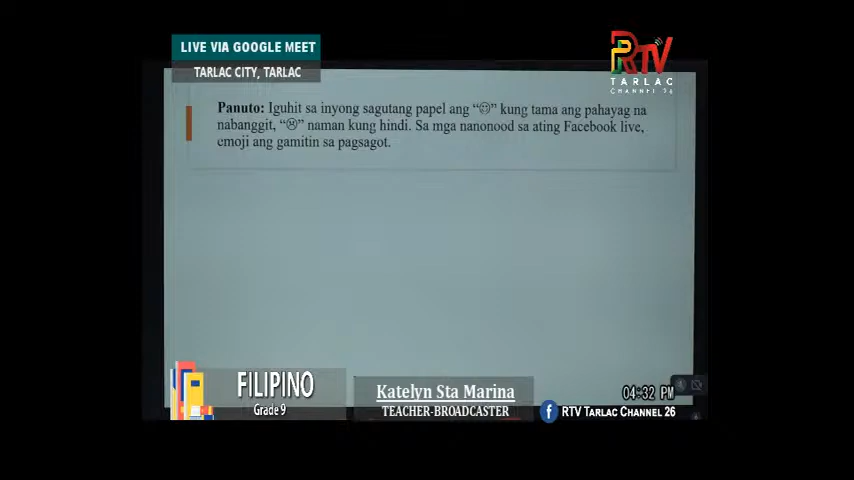 LIVE VIA GOOGLE MEET
TARLAC CITY, TARLAC
RTV
TARLAC
CHANNEL 26
Panuto: Iguhit sa inyong sagutang papel ang “☺” kung tama ang pahayag na
nabanggit, “☹” naman kung hindi. Sa mga nanonood sa ating Facebook live,
emoji ang gamitin sa pagsagot.
FILIPINO
Grade 9
Katelyn Sta Marina
TEACHER-BROADCASTER
04:32 PM
f RTV TARLAC CHANNEL 26